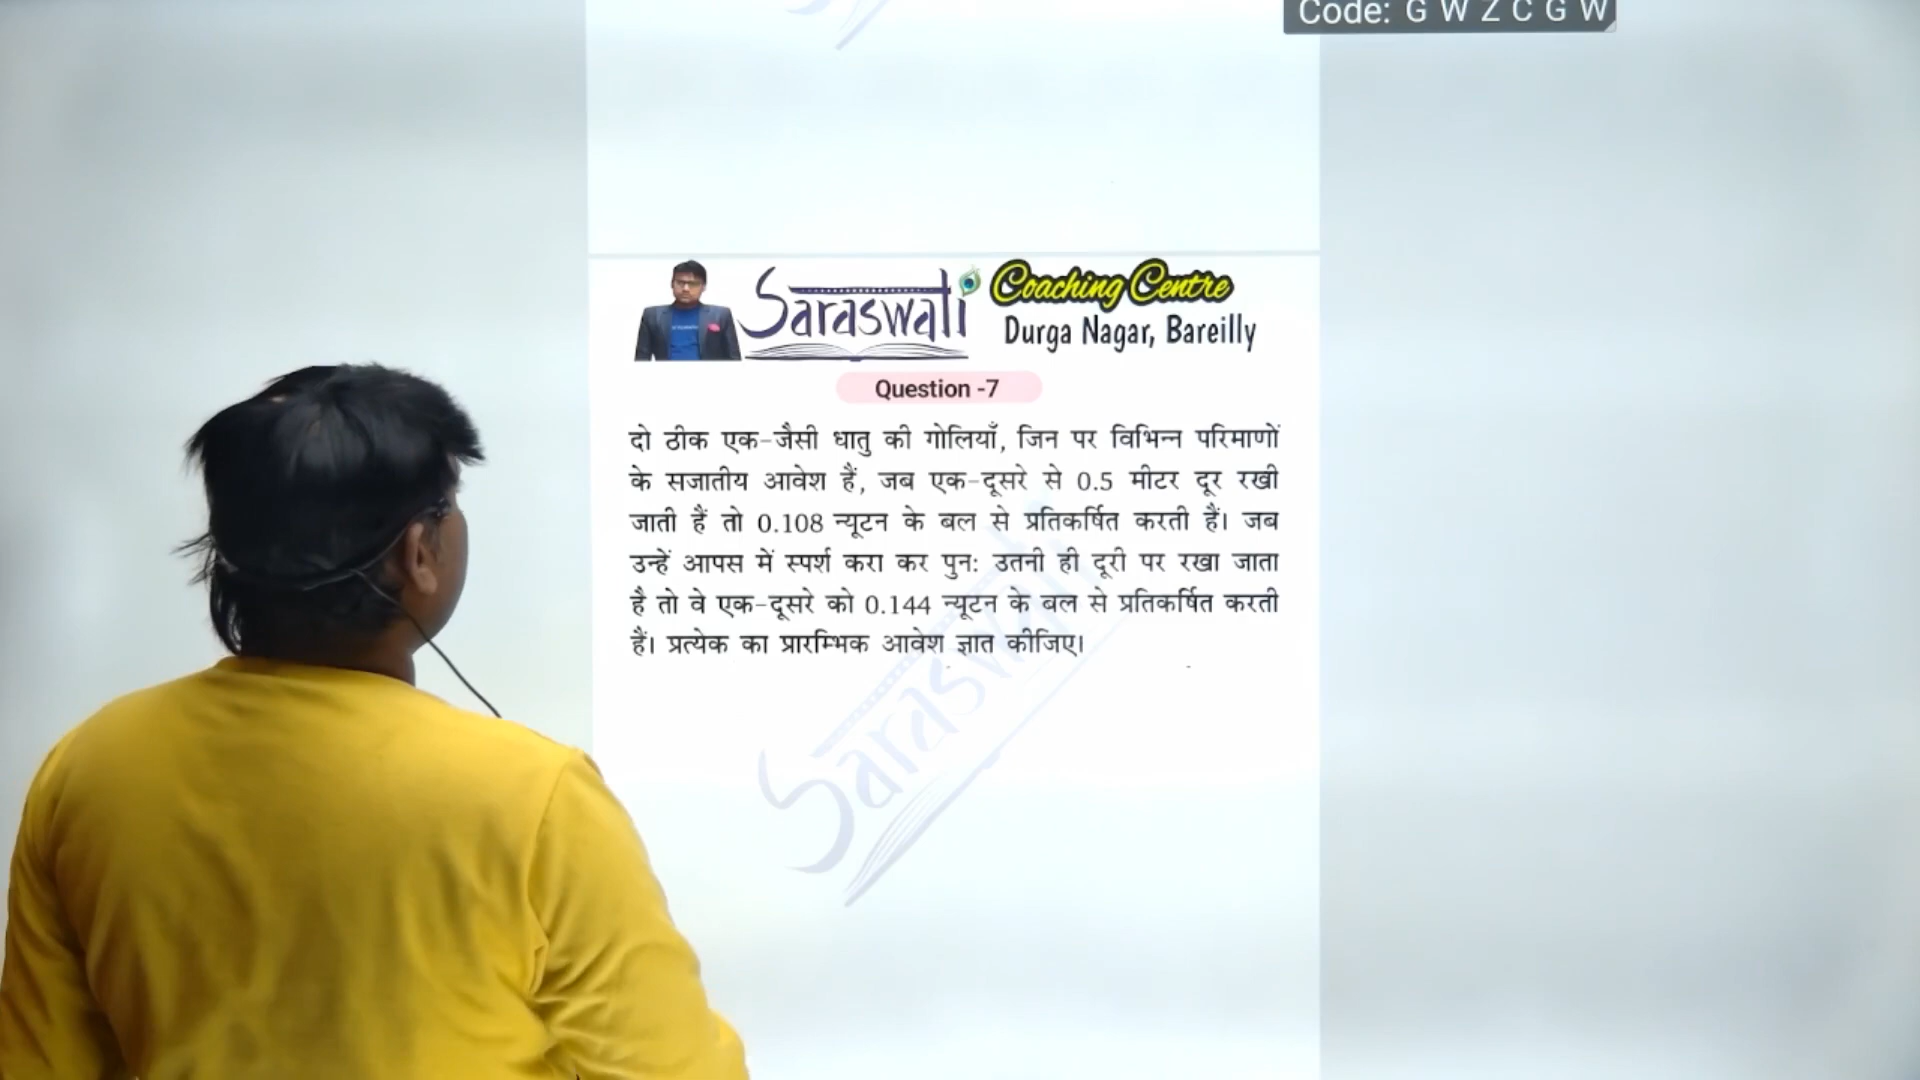 Code: G W Z C G W
Saraswati Coaching Centre
Durga Nagar, Bareilly
Question -7
दो ठीक एक-जैसी धातु की गोलियाँ, जिन पर विभिन्न परिमाणों
के सजातीय आवेश हैं, जब एक-दूसरे से 0.5 मीटर दूर रखी
जाती हैं तो 0.108 न्यूटन के बल से प्रतिकर्षित करती हैं। जब
उन्हें आपस में स्पर्श करा कर पुन: उतनी ही दूरी पर रखा जाता
है तो वे एक-दूसरे को 0.144 न्यूटन के बल से प्रतिकर्षित करती
हैं। प्रत्येक का प्रारम्भिक आवेश ज्ञात कीजिए।
Saraswati